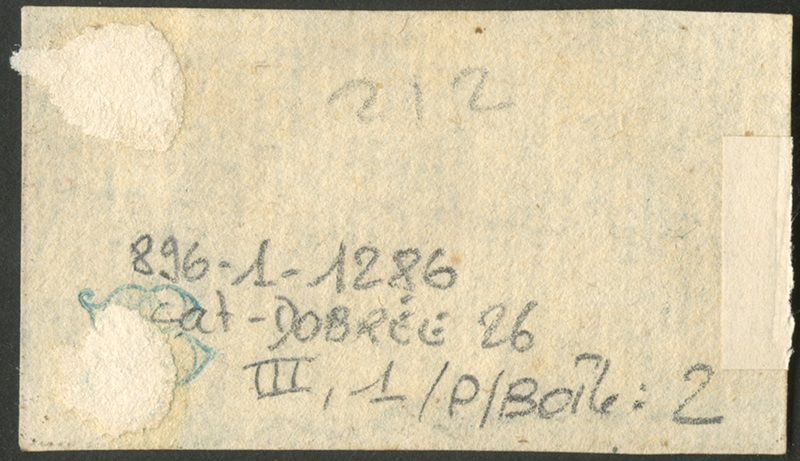 212
896-1-1286
cat-DOBRÉE 26
III, 1/P/BOÎTE: 2